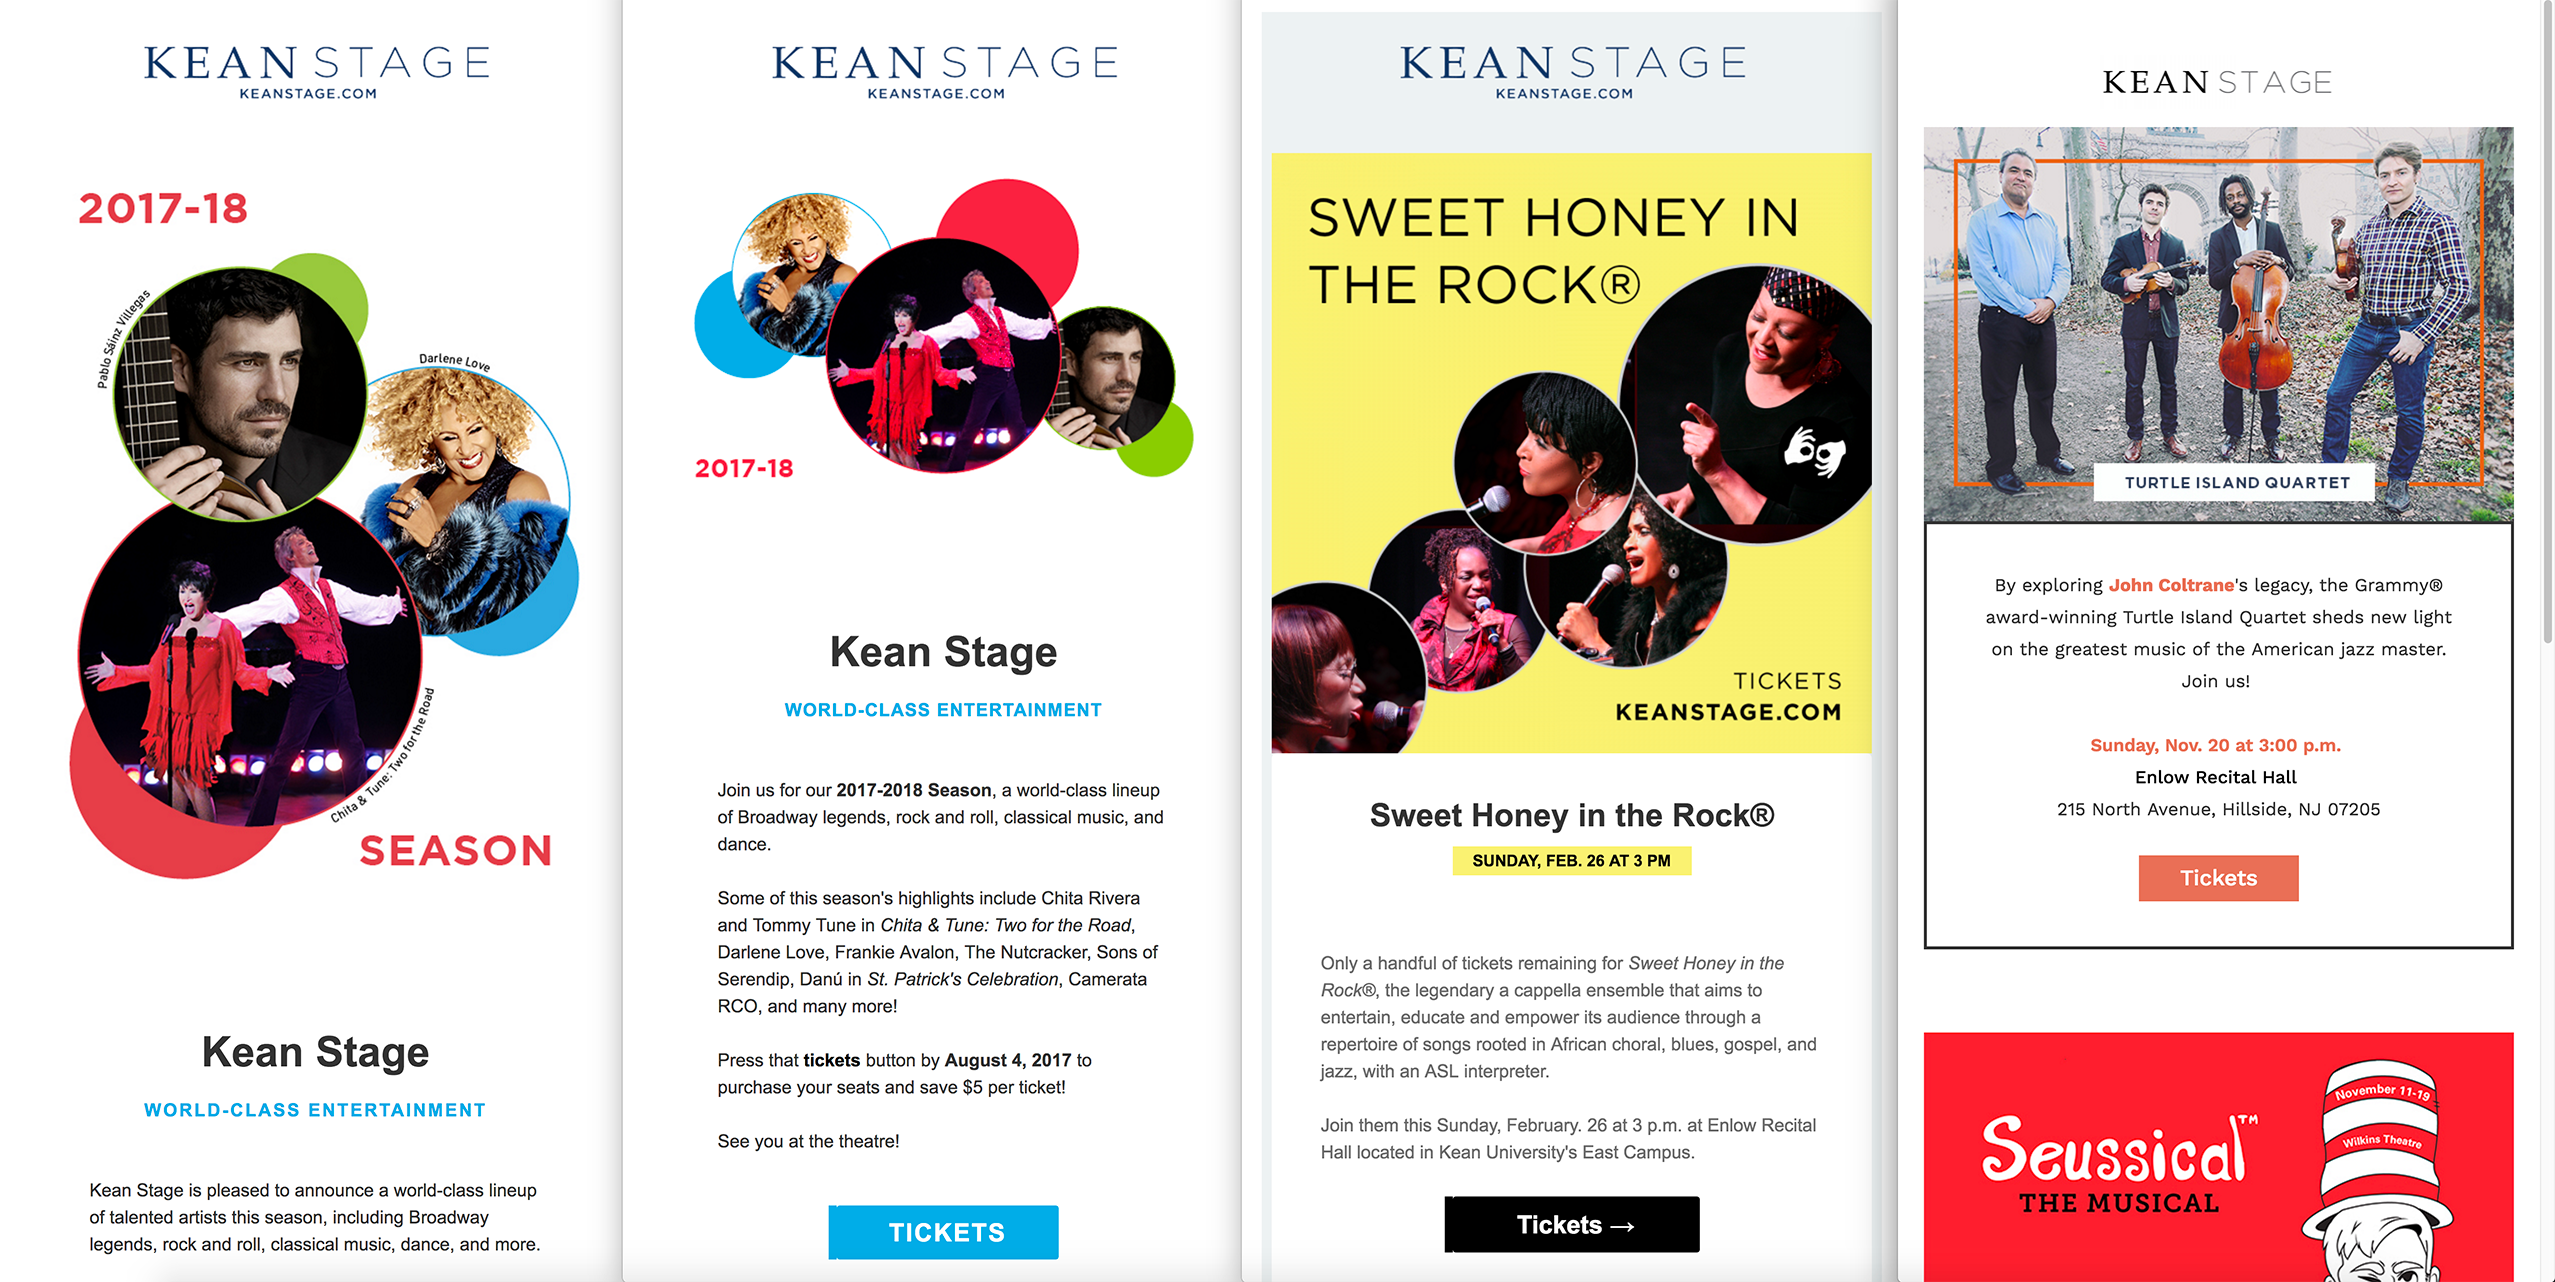 KEAN STAGE
KEANSTAGE.COM
2017-18
Pablo Sáinz Villegas
Darlene Love
Chita & Tune: Two for the Road
SEASON
Kean Stage
WORLD-CLASS ENTERTAINMENT
Kean Stage is pleased to announce a world-class lineup
of talented artists this season, including Broadway
legends, rock and roll, classical music, dance, and more.
KEAN STAGE
KEANSTAGE.COM
2017-18
Kean Stage
WORLD-CLASS ENTERTAINMENT
Join us for our 2017-2018 Season, a world-class lineup
of Broadway legends, rock and roll, classical music, and
dance.
Some of this season's highlights include Chita Rivera
and Tommy Tune in Chita & Tune: Two for the Road,
Darlene Love, Frankie Avalon, The Nutcracker, Sons of
Serendip, Danú in St. Patrick's Celebration, Camerata
RCO, and many more!
Press that tickets button by August 4, 2017 to
purchase your seats and save $5 per ticket!
See you at the theatre!
TICKETS
KEAN STAGE
KEANSTAGE.COM
SWEET HONEY IN
THE ROCK®
TICKETS
KEANSTAGE.COM
Sweet Honey in the Rock®
SUNDAY, FEB. 26 AT 3 PM
Only a handful of tickets remaining for Sweet Honey in the
Rock®, the legendary a cappella ensemble that aims to
entertain, educate and empower its audience through a
repertoire of songs rooted in African choral, blues, gospel, and
jazz, with an ASL interpreter.
Join them this Sunday, February. 26 at 3 p.m. at Enlow Recital
Hall located in Kean University's East Campus.
Tickets →
KEAN STAGE
TURTLE ISLAND QUARTET
By exploring John Coltrane's legacy, the Grammy®
award-winning Turtle Island Quartet sheds new light
on the greatest music of the American jazz master.
Join us!
Sunday, Nov. 20 at 3:00 p.m.
Enlow Recital Hall
215 North Avenue, Hillside, NJ 07205
Tickets
Seussical™
THE MUSICAL
November 11-19
Wilkins Theatre